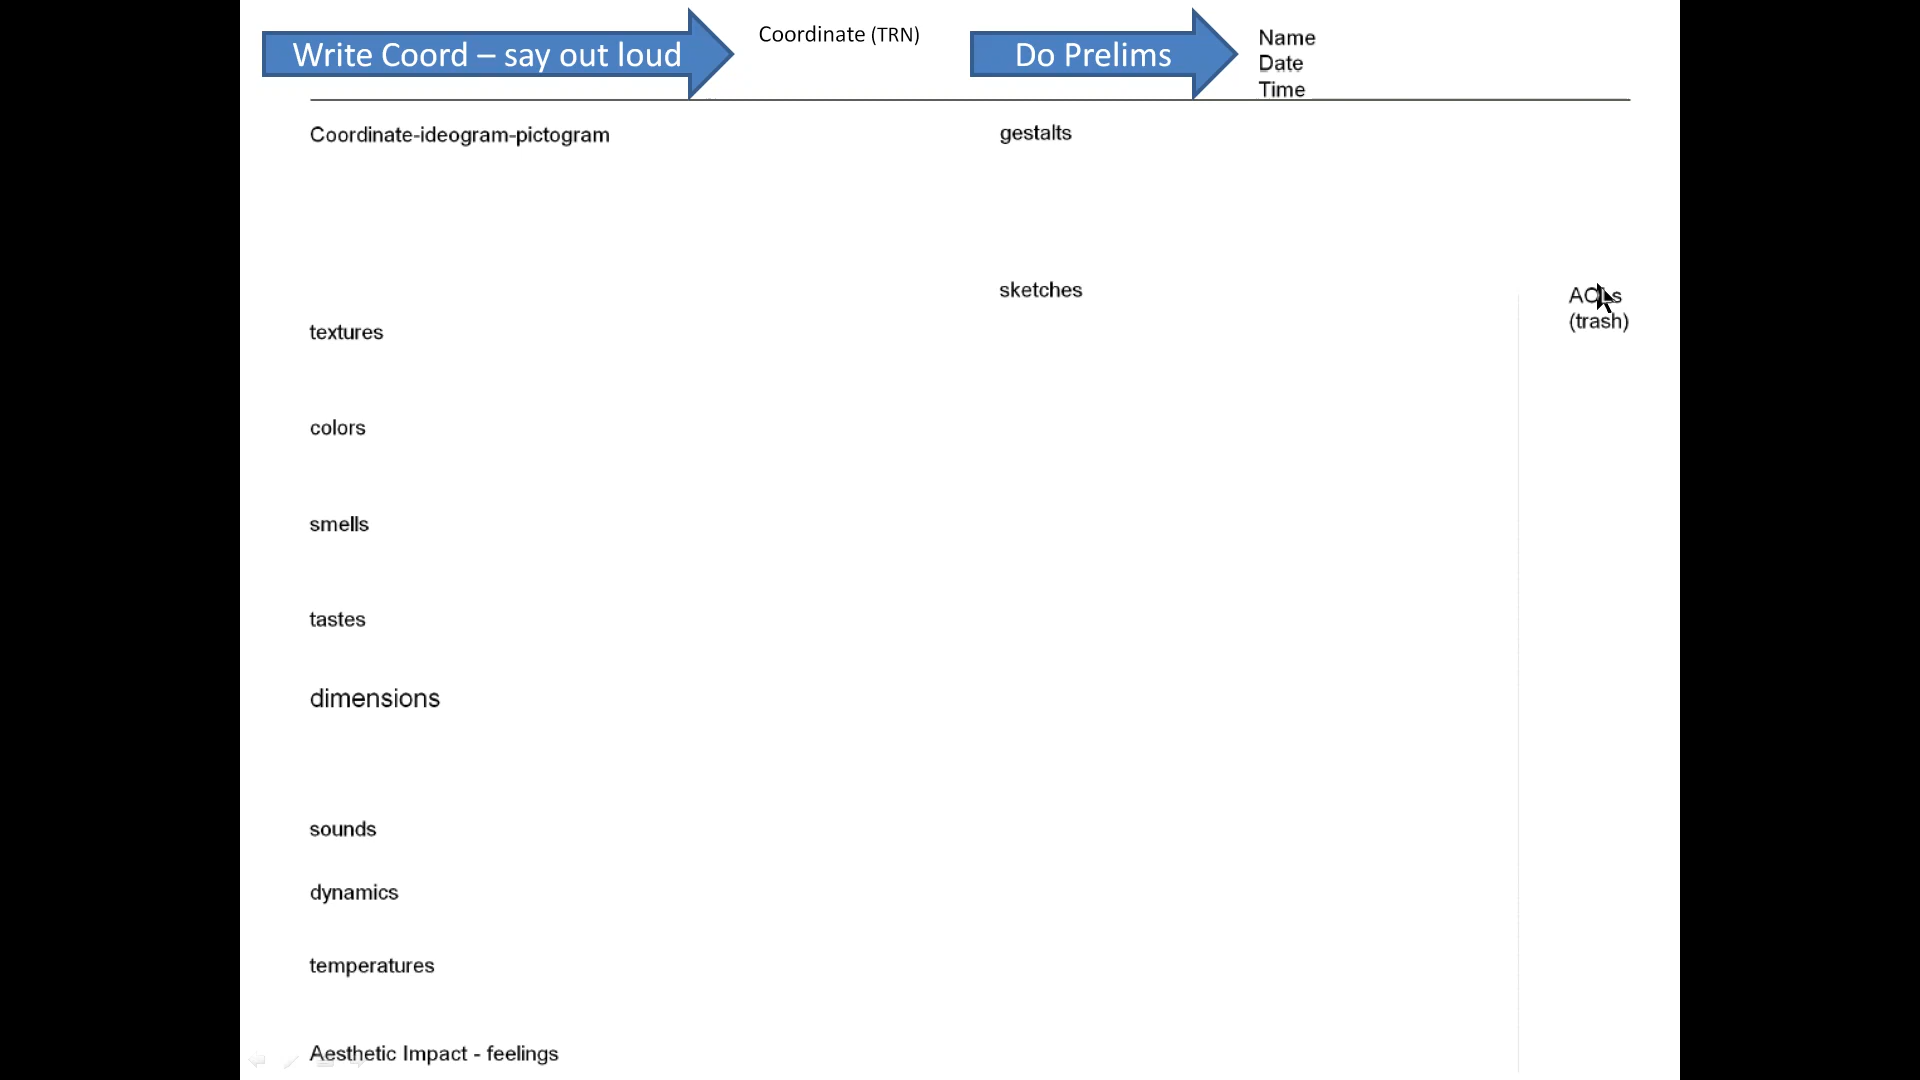 Write Coord – say out loud
Coordinate (TRN)
Do Prelims
Name
Date
Time
Coordinate-ideogram-pictogram
gestalts
sketches
AOLs
(trash)
textures
colors
smells
tastes
dimensions
sounds
dynamics
temperatures
Aesthetic Impact - feelings